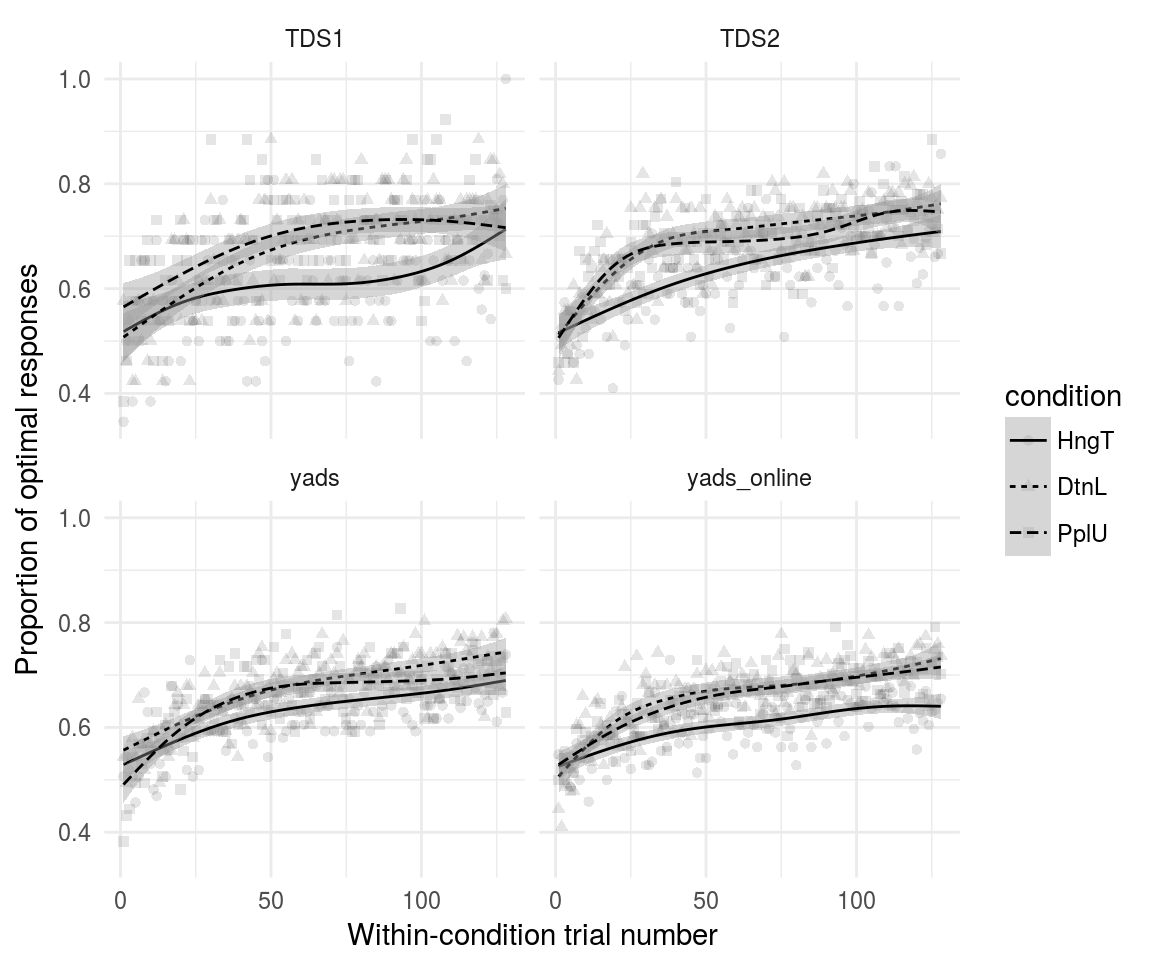 TDS1
TDS2
1.0
0.8
0.6
0.4
yads
yads_online
1.0
0.8
0.6
0.4
0
50
100
0
50
100
Within-condition trial number
Proportion of optimal responses
condition
HngT
DtnL
PplU